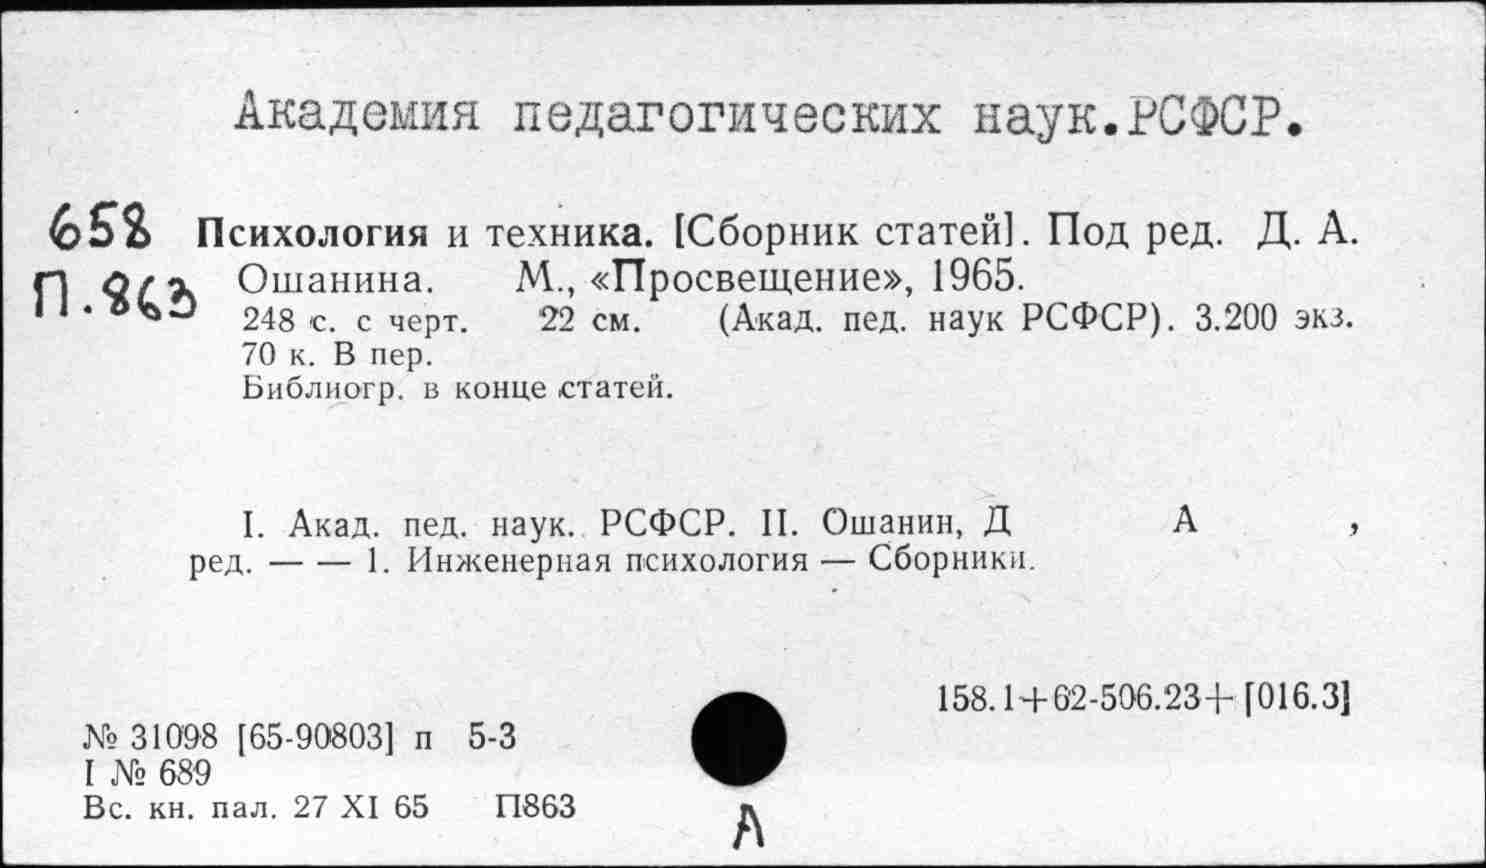 Академия педагогических наук.РСФСР.
658 Психология и техника. [Сборник статей]. Под ред. Д. А.
П.863 Ошанина. М., «Просвещение», 1965.
248 с. с черт. 22 см. (Акад. пед. наук РСФСР). 3.200 экз.
70 к. В пер.
Библиогр. в конце статей.
I. Акад. пед. наук. РСФСР. II. Ошанин, Д А ,
ред. — — 1. Инженерная психология — Сборники.
158.1+62-506.23+[016.3]
№ 31098 [65-90803] п 5-3
I № 689
Вс. кн. пал. 27 XI 65 П863
А